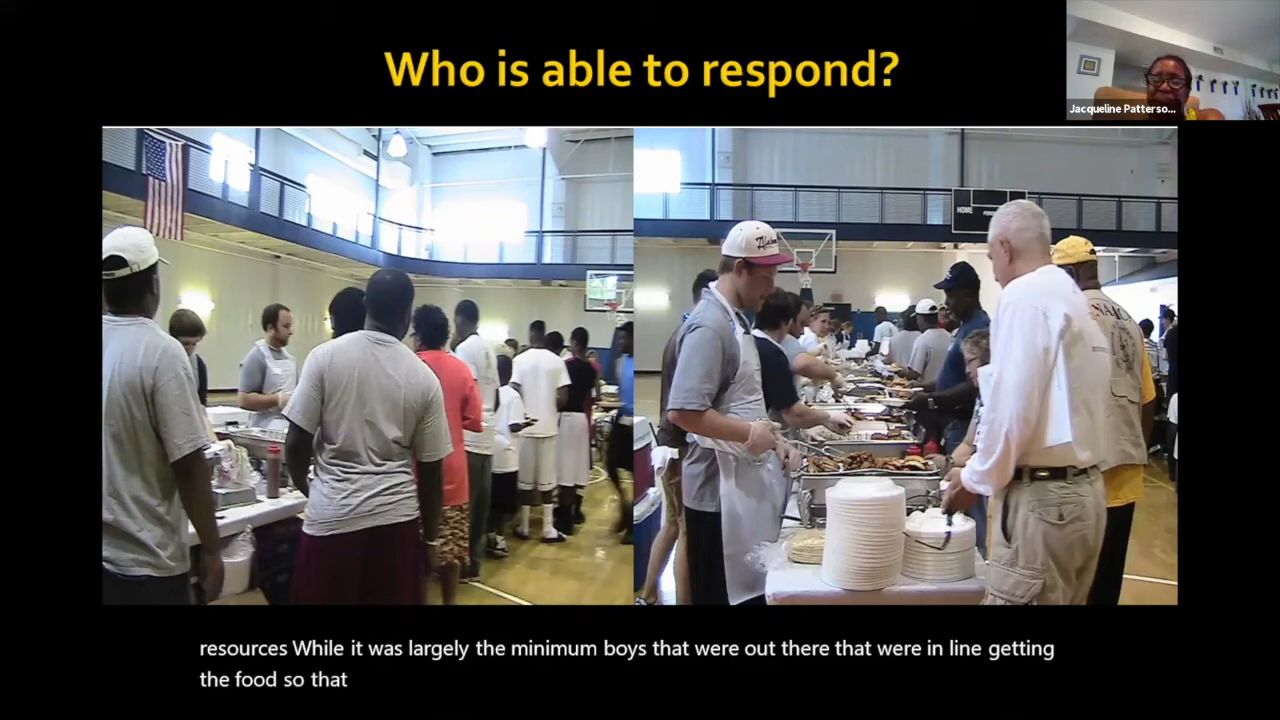 Who is able to respond?
Jacqueline Patterso...
HOME
resources While it was largely the minimum boys that were out there that were in line getting
the food so that